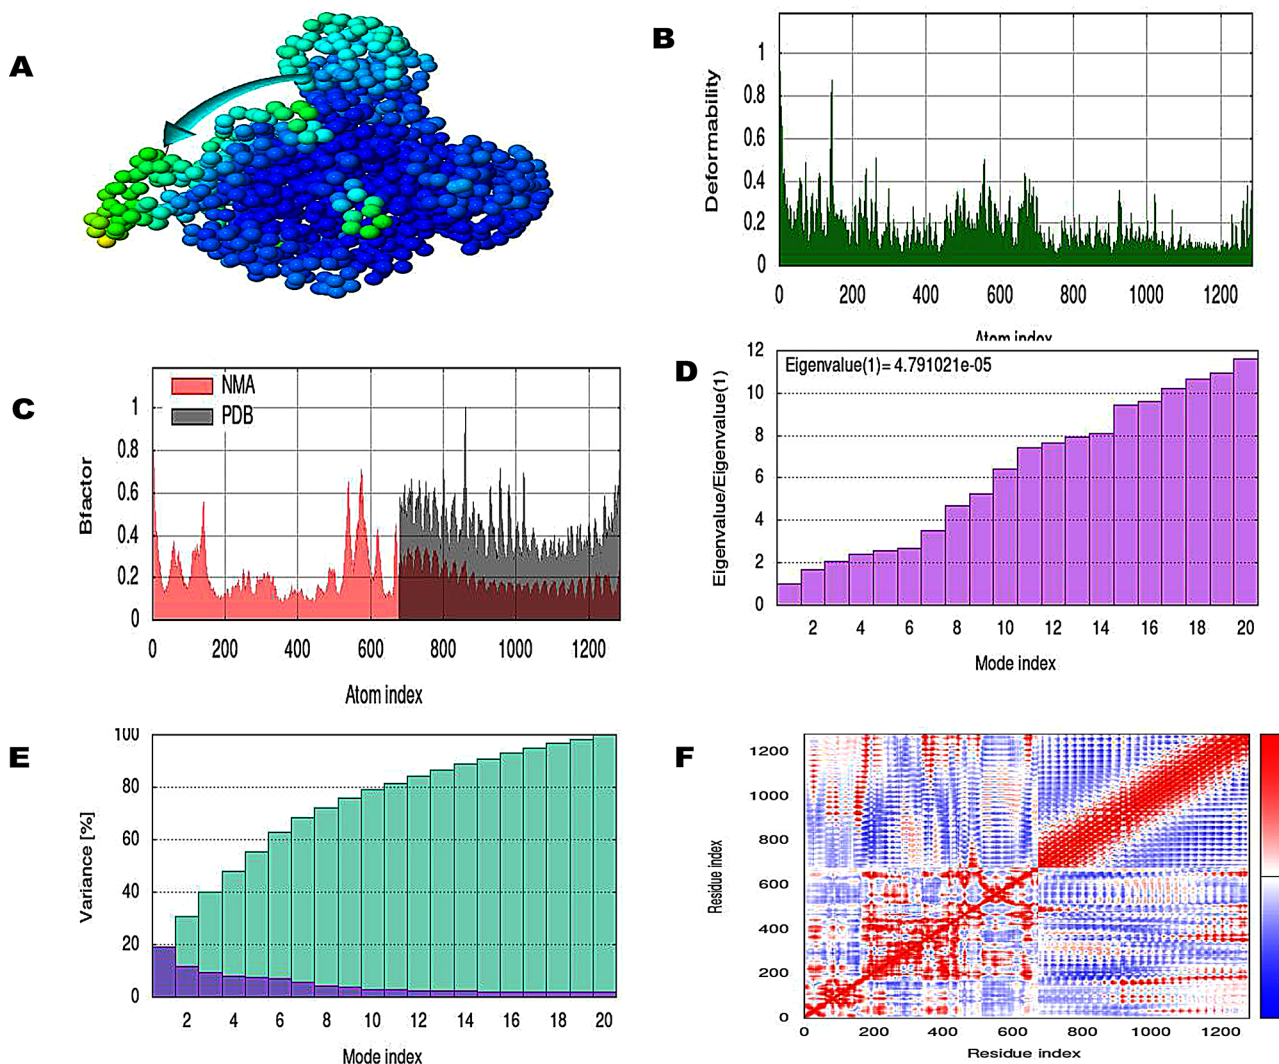 A
B
Deformability
1
0.8
0.6
0.4
0.2
0
0 200 400 600 800 1000 1200
Atom index
C
NMA
PDB
Bfactor
1
0.8
0.6
0.4
0.2
0
0 200 400 600 800 1000 1200
Atom index
D
Eigenvalue(1)= 4.791021e-05
Eigenvalue/Eigenvalue(1)
12
10
8
6
4
2
0
2 4 6 8 10 12 14 16 18 20
Mode index
E
Variance [%]
100
80
60
40
20
0
2 4 6 8 10 12 14 16 18 20
Mode index
F
Residue index
1200
1000
800
600
400
200
0
0 200 400 600 800 1000 1200
Residue index